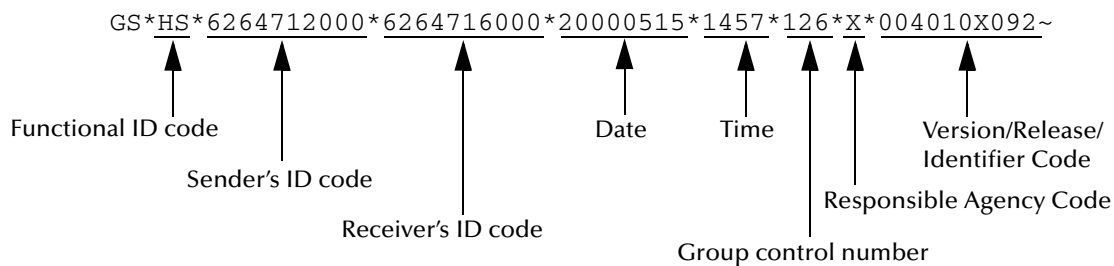 GS*HS*6264712000*6264716000*20000515*1457*126*X*004010X092~
Functional ID code
Date
Time
Version/Release/
Identifier Code
Sender’s ID code
Responsible Agency Code
Receiver’s ID code
Group control number